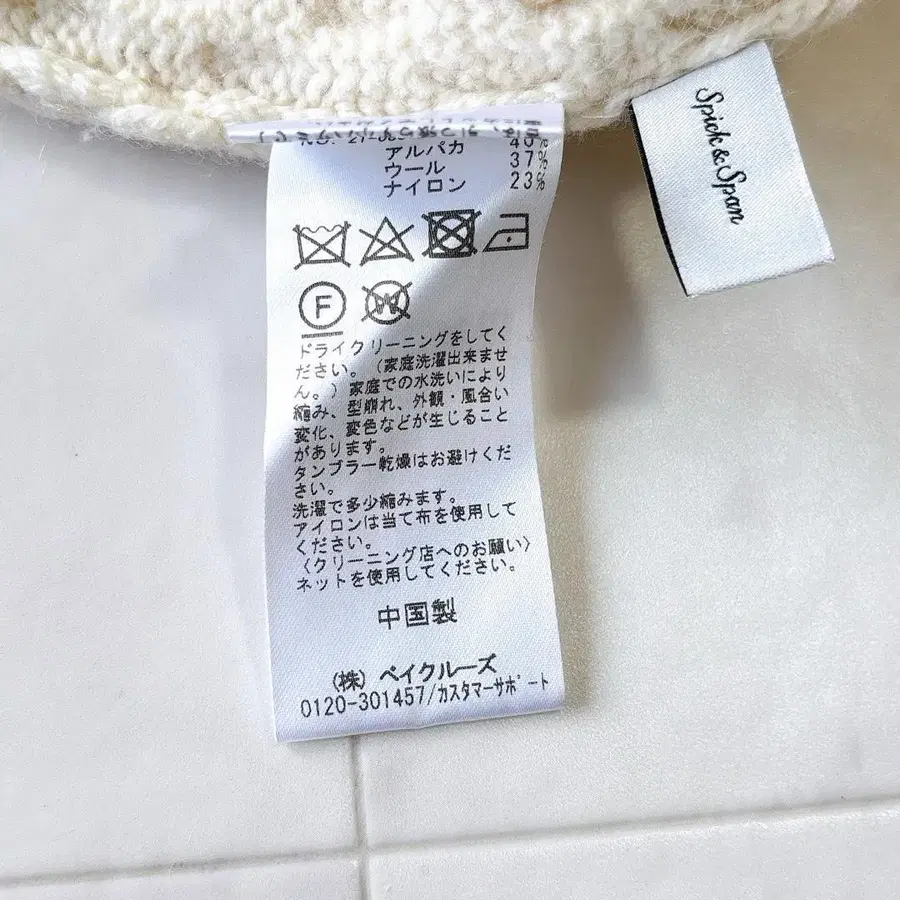 アルパカ 40%
ウール 37%
ナイロン 23%
F
W
ドライクリーニングをしてく
ださい。（家庭洗濯出来ませ
ん。）家庭での水洗いにより
縮み、型崩れ、外観・風合い
変化、変色などが生じること
があります。
タンブラー乾燥はお避けくだ
さい。
洗濯で多少縮みます。
アイロンは当て布を使用して
ください。
〈クリーニング店へのお願い〉
ネットを使用してください。
中国製
（株）ベイクルーズ
0120-301457/カスタマーサポート
Spick&Span